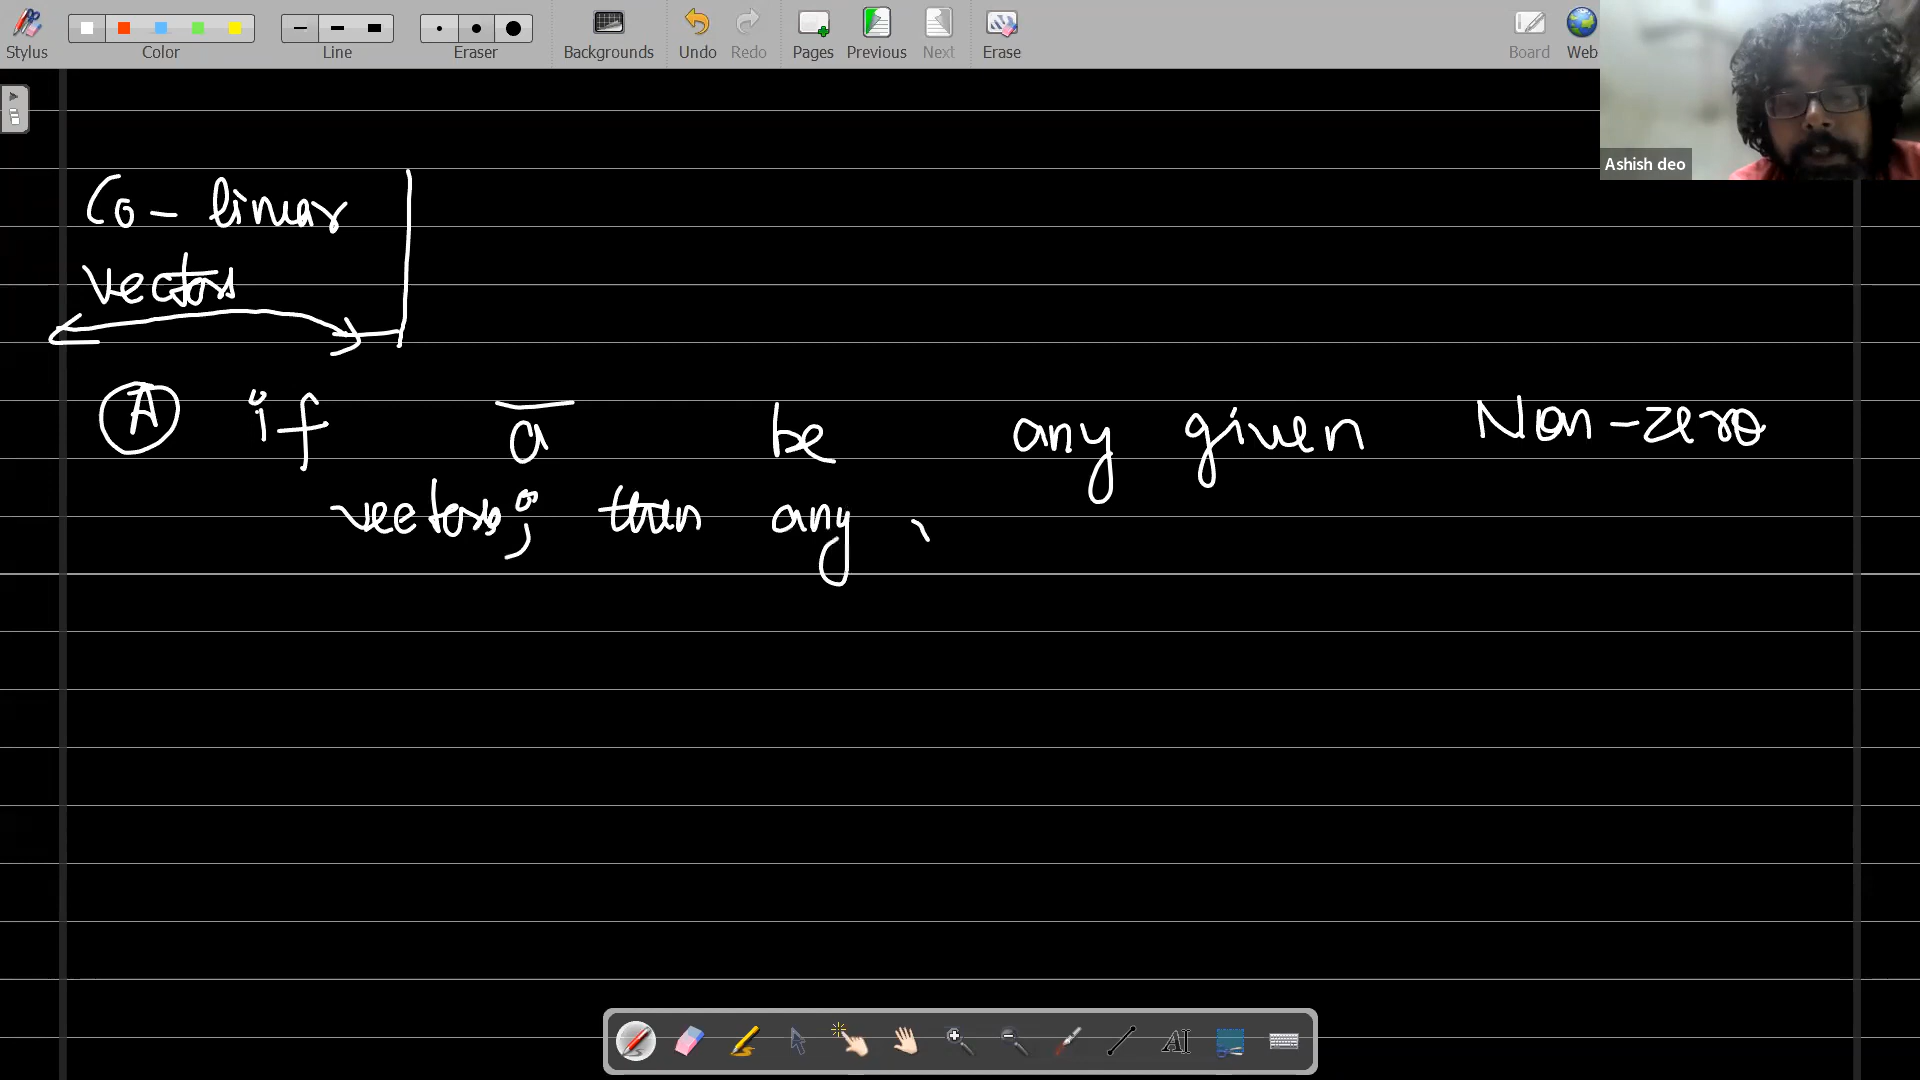 Stylus Color Line Eraser Backgrounds Undo Redo Pages Previous Next Erase Board Web
Ashish deo
Co-linear
vectors
A if a̅ be any given Non-zero
vectors; then any